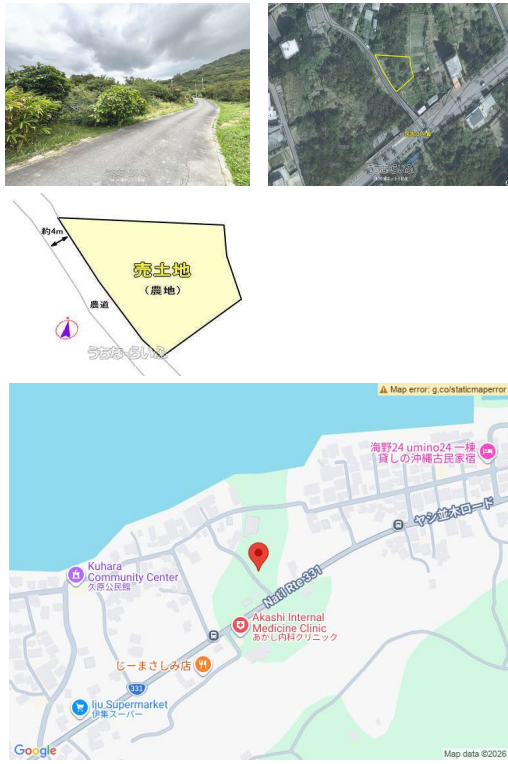 約4m
売土地
(農地)
農道
うちなーらいふ
Map error: g.co/staticmaperror
海野24 umino24 一棟
貸しの沖縄古民家宿
ヤシ並木ロード
Kuhara
Community Center
久原公民館
Nat'l Rte 331
Akashi Internal
Medicine Clinic
あかし内科クリニック
じーまさしみ店
331
Iju Supermarket
伊集スーパー
Google
Map data ©2026